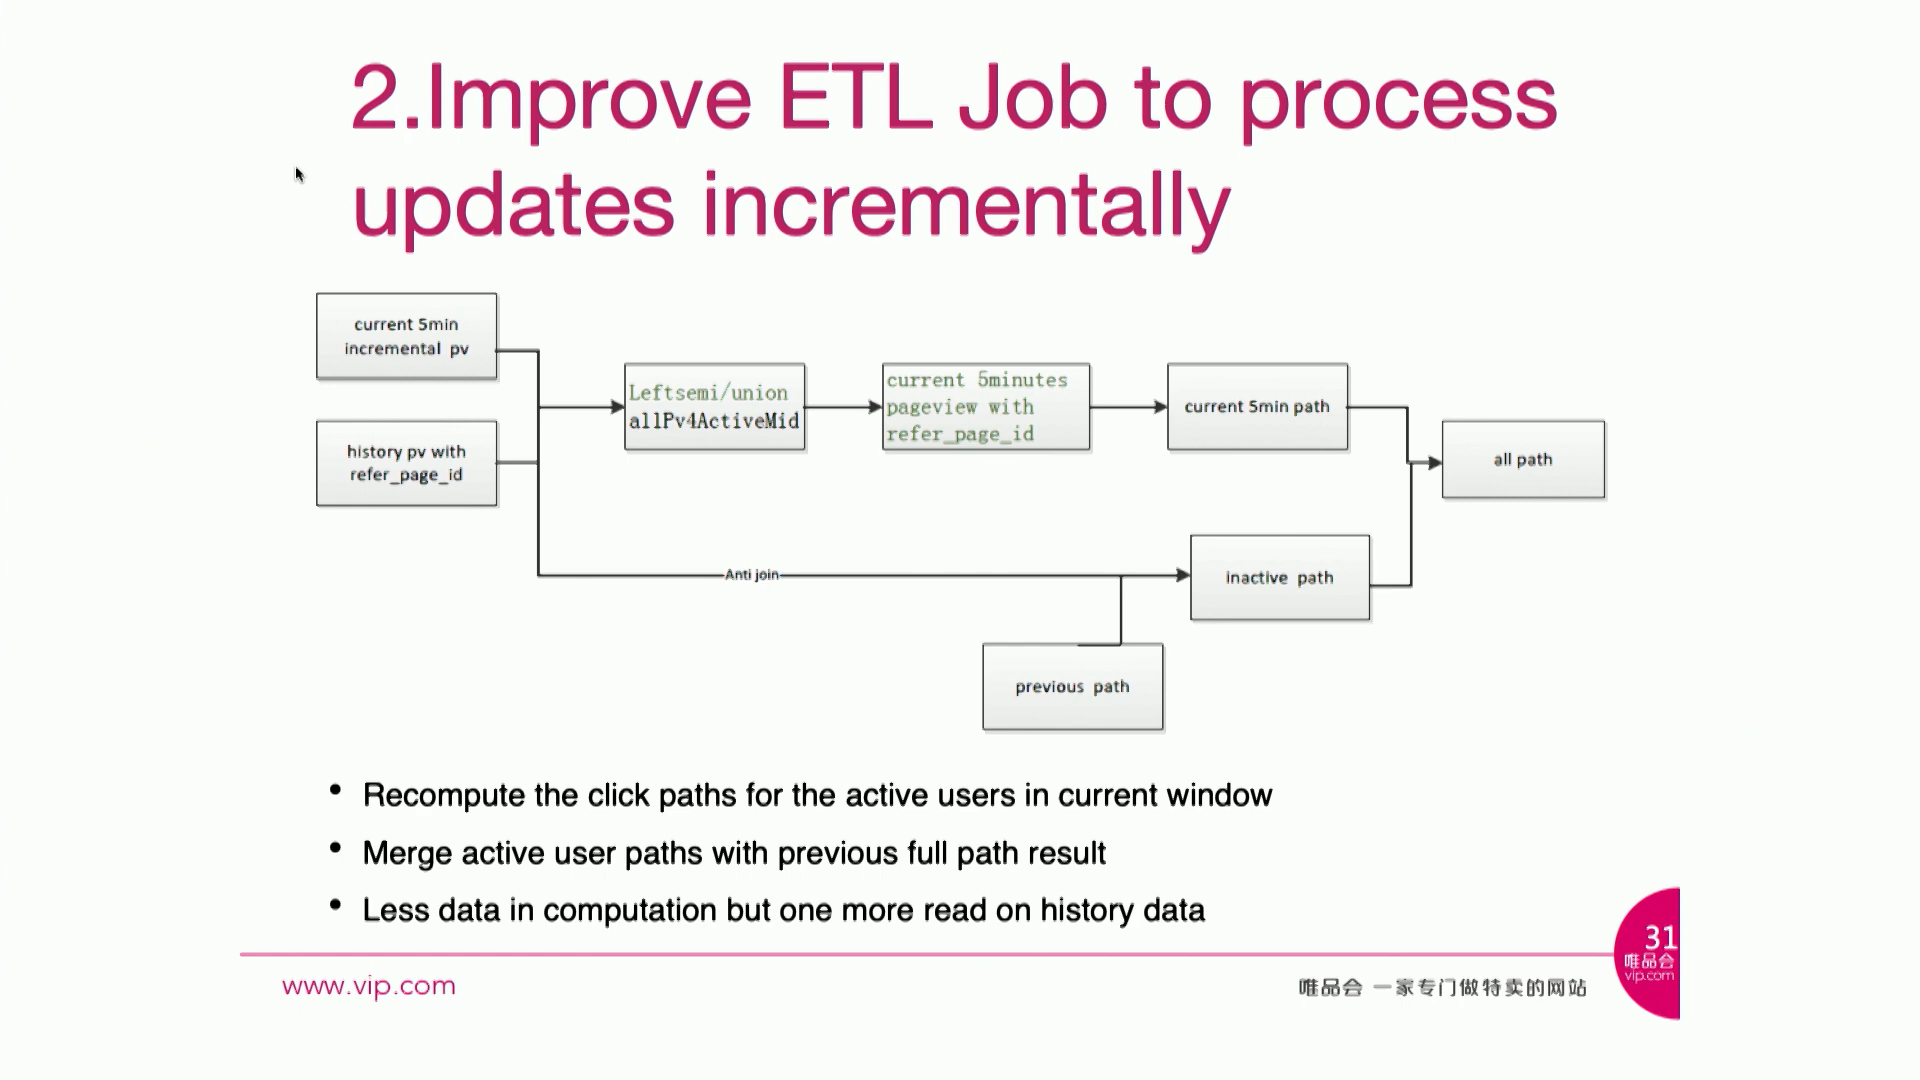 2.Improve ETL Job to process
updates incrementally
current 5min
incremental pv
history pv with
refer_page_id
Leftsemi/union
allPv4ActiveMid
current 5minutes
pageview with
refer_page_id
current 5min path
all path
Anti join
inactive path
previous path
• Recompute the click paths for the active users in current window
• Merge active user paths with previous full path result
• Less data in computation but one more read on history data
www.vip.com
唯品会 一家专门做特卖的网站
31
唯品会
vip.com